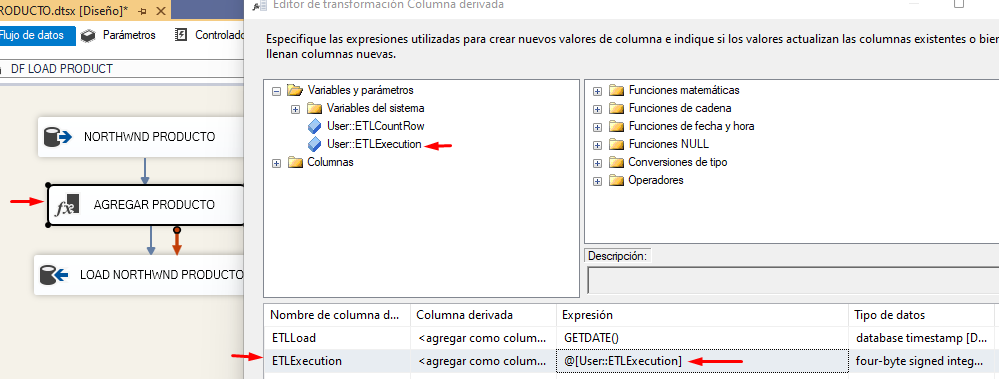 RODUCTO.dtsx [Diseño]*
Flujo de datos
Parámetros
Controlado
DF LOAD PRODUCT
NORTHWND PRODUCTO
fx
AGREGAR PRODUCTO
LOAD NORTHWND PRODUCTO
Editor de transformación Columna derivada
Especifique las expresiones utilizadas para crear nuevos valores de columna e indique si los valores actualizan las columnas existentes o bien
llenan columnas nuevas.
Variables y parámetros
Variables del sistema
User::ETLCountRow
User::ETLExecution
Columnas
Funciones matemáticas
Funciones de cadena
Funciones de fecha y hora
Funciones NULL
Conversiones de tipo
Operadores
Descripción:
Nombre de columna d... Columna derivada Expresión Tipo de datos
ETLLoad <agregar como colum... GETDATE() database timestamp [D...
ETLExecution <agregar como colum... @[User::ETLExecution] four-byte signed integ...